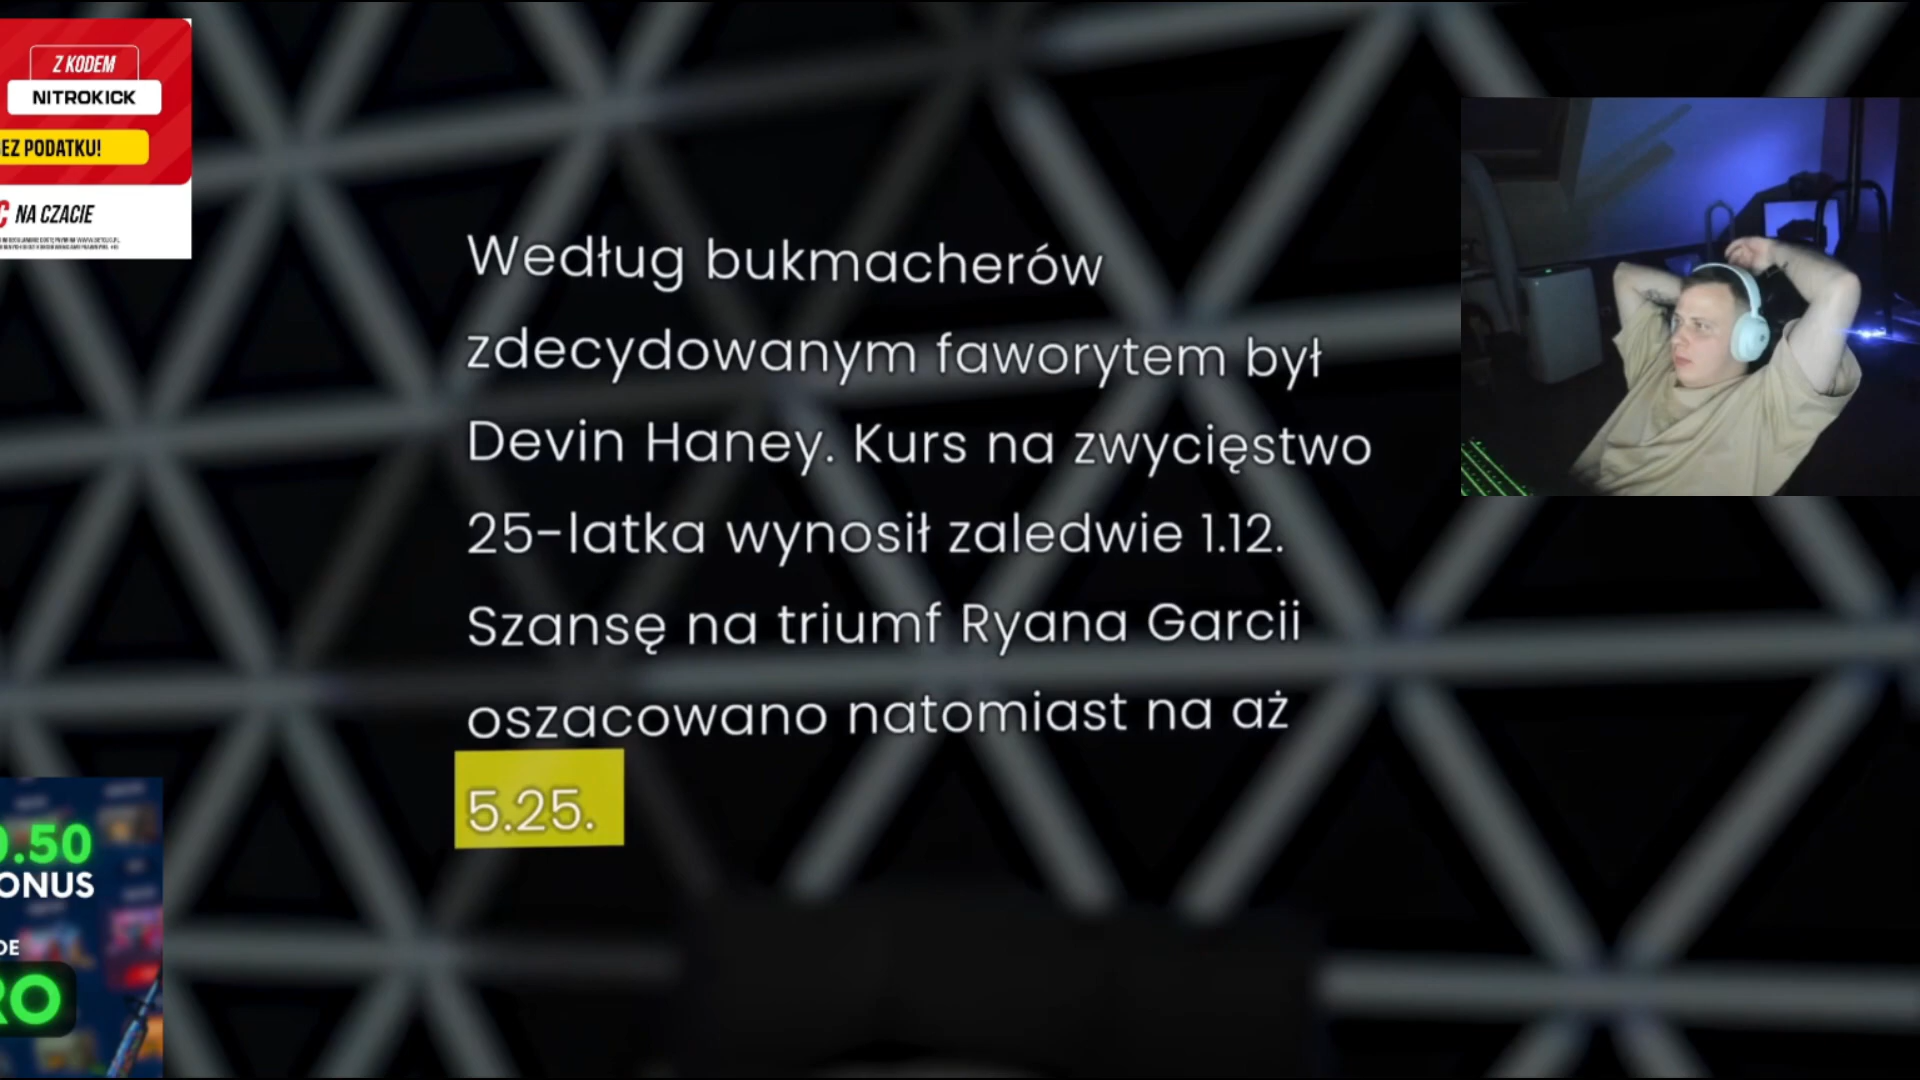 Z KODEM
NITROKICK
EZ PODATKU!
C NA CZACIE
Według bukmacherów
zdecydowanym faworytem był
Devin Haney. Kurs na zwycięstwo
25-latka wynosił zaledwie 1.12.
Szansę na triumf Ryana Garcii
oszacowano natomiast na aż
5.25.
0.50
ONUS
DE
RO